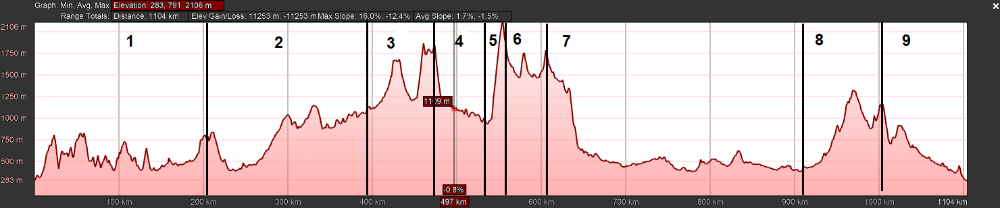 Graph: Min, Avg, Max Elevation: 283, 791, 2106 m
Range Totals: Distance: 1104 km Elev Gain/Loss: 11253 m, -11253 m Max Slope: 16.0%, -12.4% Avg Slope: 1.7%, -1.5%
2106 m
1 2 3 4 5 6 7 8 9
1750 m
1500 m
1250 m
1109 m
1000 m
750 m
500 m
283 m
-0.8%
100 km 200 km 300 km 400 km 497 km 600 km 700 km 800 km 900 km 1000 km 1104 km